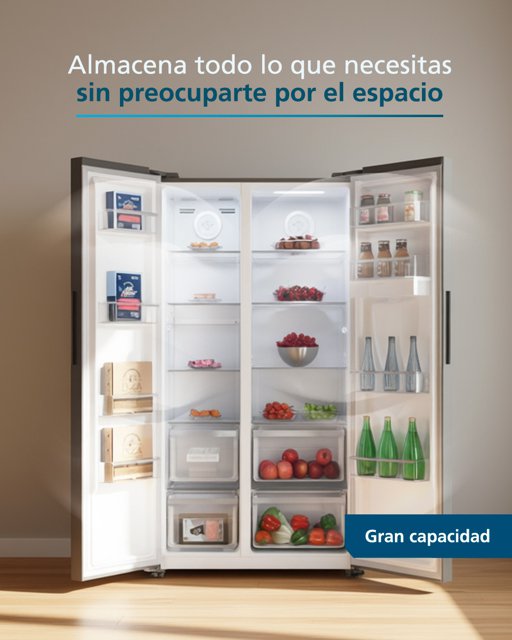 Almacena todo lo que necesitas
sin preocuparte por el espacio
Gran capacidad